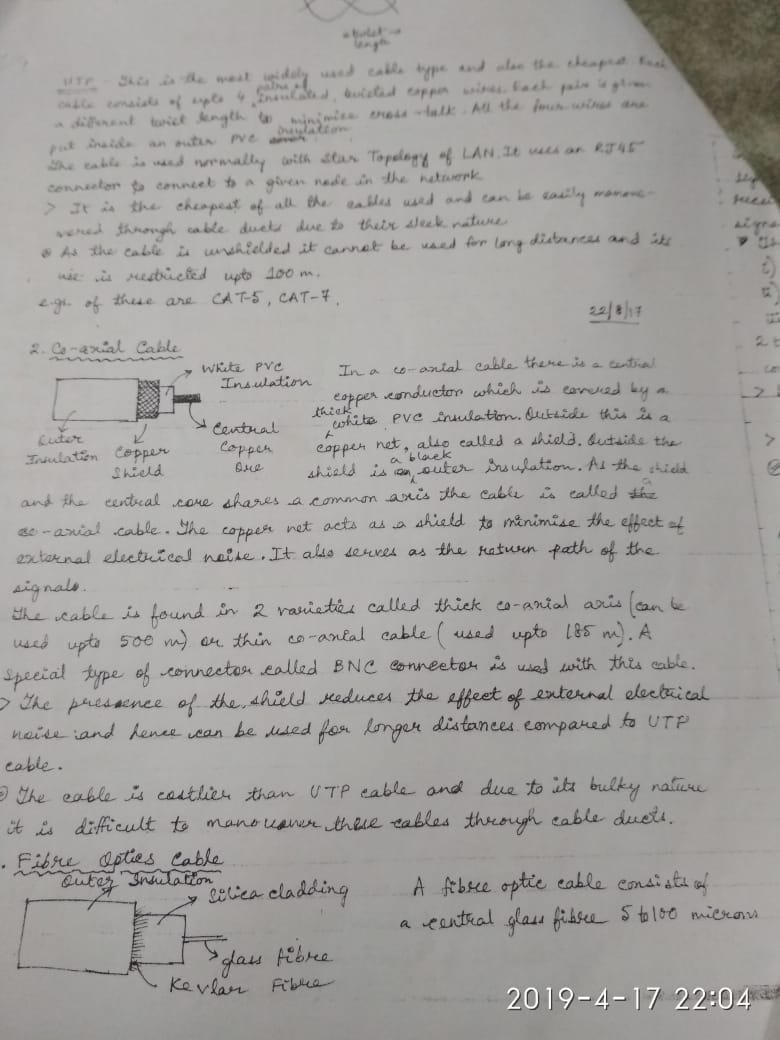 twist
length
UTP - This is the most widely used cable type and also the cheapest. Each
cable consists of upto 4 pairs of insulated, twisted copper wires. Each pair is given
a different twist length to minimise cross-talk. All the four wires are
put inside an outer PVC insulation
The cable is used normally with Star Topology of LAN. It uses an RJ45
connector to connect to a given node in the network
> It is the cheapest of all the cables used and can be easily manoue-
vered through cable ducts due to their sleek nature
As the cable is unshielded it cannot be used for long distances and its
use is restricted upto 100 m.
e.gs. of these are CAT-5, CAT-7.
22/8/17
2. Co-axial Cable
White PVC
Insulation
Outer
Insulation
Copper
Shield
Central
Copper
Ore
In a co-axial cable there is a central
copper conductor which is covered by a
thick white PVC insulation. Outside this is a
copper net, also called a shield. Outside the
shield is a black outer insulation. As the shield
and the central core shares a common axis the cable is called a
co-axial cable. The copper net acts as a shield to minimise the effect of
external electrical noise. It also serves as the return path of the
signals.
The cable is found in 2 varieties called thick co-axial axis (can be
used upto 500 m) or thin co-axial cable (used upto 185 m). A
special type of connector called BNC connector is used with this cable.
> The pressence of the shield reduces the effect of external electrical
noise and hence can be used for longer distances compared to UTP
cable.
The cable is costlier than UTP cable and due to its bulky nature
it is difficult to manouver these cables through cable ducts.
. Fibre Optics Cable
Outer Insulation
Silica cladding
glass fibre
Kevlar Fibre
A fibre optic cable consists of
a central glass fibre 5 to 100 microns
2019-4-17 22:04